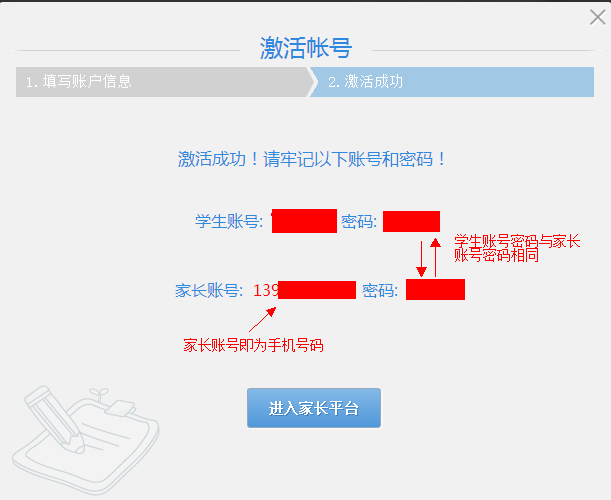 激活帐号
1.填写账户信息
2.激活成功
激活成功！请牢记以下账号和密码！
学生账号: 密码:
学生账号密码与家长
账号密码相同
家长账号: 139 密码:
家长账号即为手机号码
进入家长平台